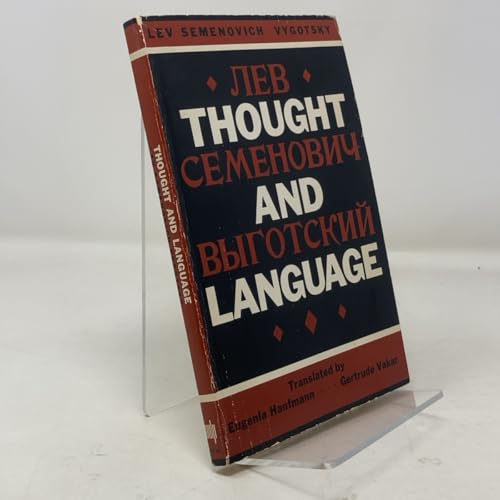 LEV SEMENOVICH VYGOTSKY
ЛЕВ
THOUGHT
СЕМЕНОВИЧ
AND
ВЫГОТСКИЙ
LANGUAGE
Translated by
Eugenia Hanfmann Gertrude Vakar
THOUGHT AND LANGUAGE